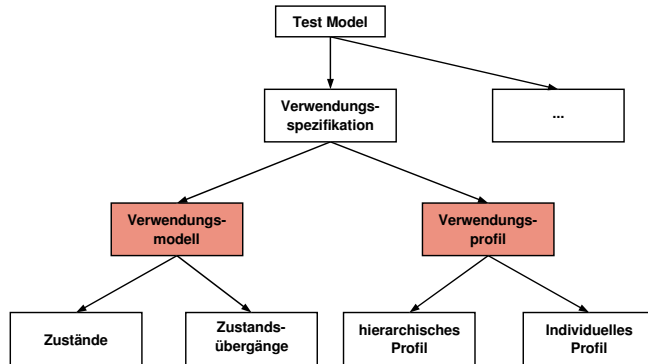 Test Model
Verwendungs-
spezifikation
...
Verwendungs-
modell
Verwendungs-
profil
Zustände
Zustands-
übergänge
hierarchisches
Profil
Individuelles
Profil